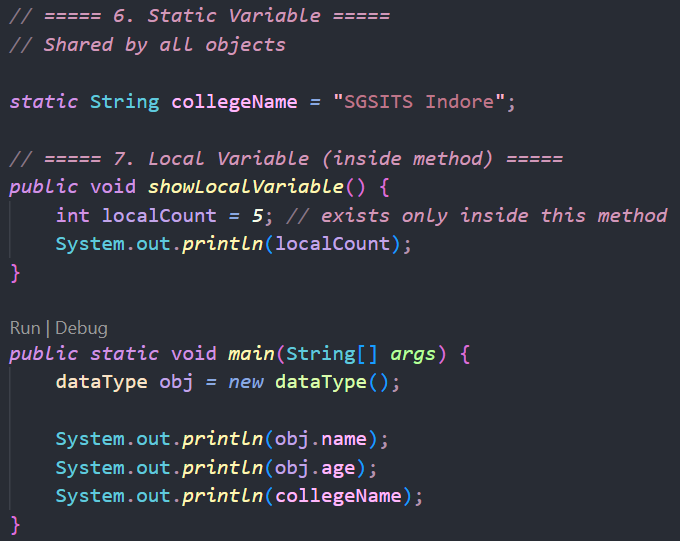 // ===== 6. Static Variable =====
// Shared by all objects
static String collegeName = "SGSITS Indore";
// ===== 7. Local Variable (inside method) =====
public void showLocalVariable() {
    int localCount = 5; // exists only inside this method
    System.out.println(localCount);
}
Run | Debug
public static void main(String[] args) {
    dataType obj = new dataType();
    System.out.println(obj.name);
    System.out.println(obj.age);
    System.out.println(collegeName);
}